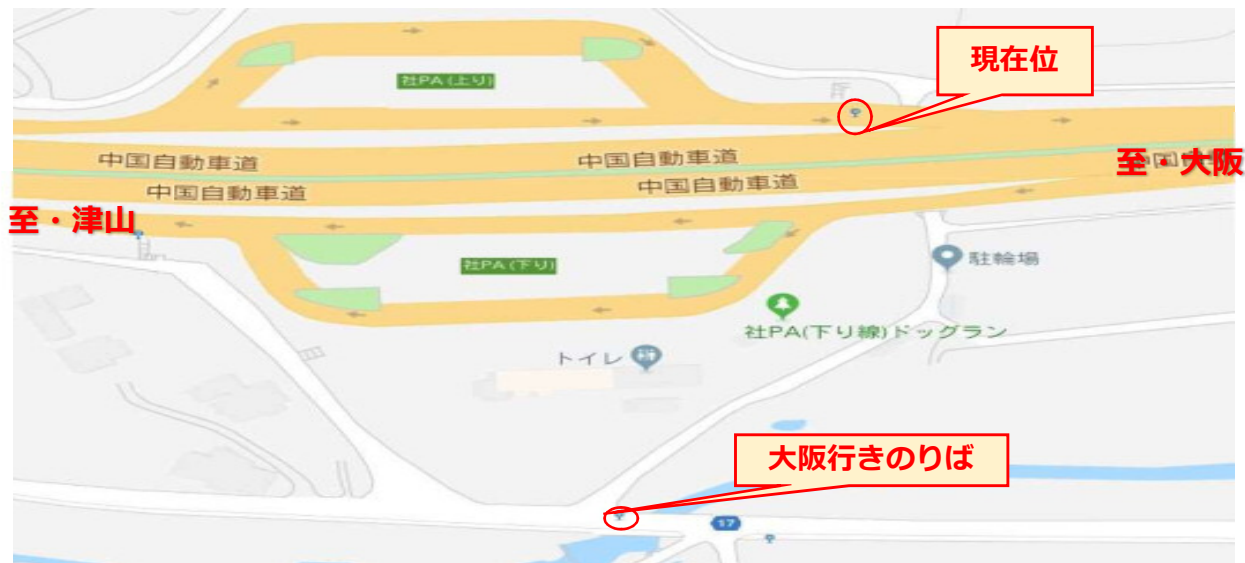 現在位
社PA(上り)
中国自動車道
中国自動車道
至・大阪
中国自動車道
中国自動車道
至・津山
社PA(下り)
駐輪場
社PA(下り線)ドッグラン
トイレ
大阪行きのりば
17